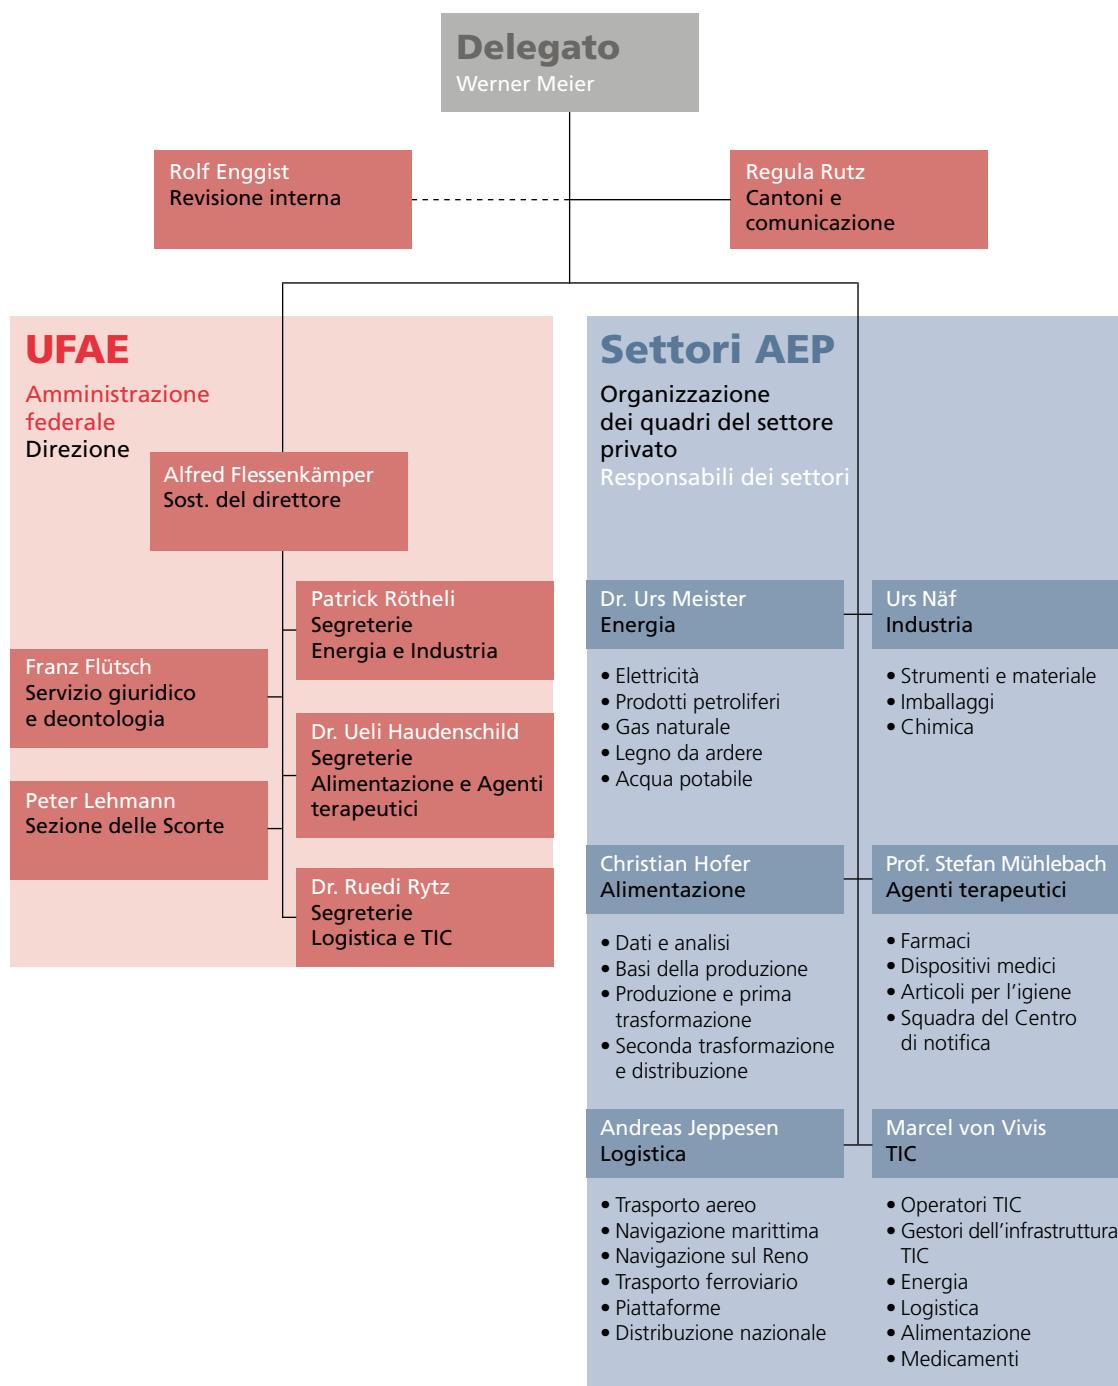 Delegato
Werner Meier
Rolf Enggist
Revisione interna
Regula Rutz
Cantoni e
comunicazione
UFAE
Amministrazione
federale
Direzione
Alfred Flessenkämper
Sost. del direttore
Patrick Rötheli
Segreterie
Energia e Industria
Franz Flütsch
Servizio giuridico
e deontologia
Dr. Ueli Haudenschild
Segreterie
Alimentazione e Agenti
terapeutici
Peter Lehmann
Sezione delle Scorte
Dr. Ruedi Rytz
Segreterie
Logistica e TIC
Settori AEP
Organizzazione
dei quadri del settore
privato
Responsabili dei settori
Dr. Urs Meister
Energia
• Elettricità
• Prodotti petroliferi
• Gas naturale
• Legno da ardere
• Acqua potabile
Urs Näf
Industria
• Strumenti e materiale
• Imballaggi
• Chimica
Christian Hofer
Alimentazione
• Dati e analisi
• Basi della produzione
• Produzione e prima
trasformazione
• Seconda trasformazione
e distribuzione
Prof. Stefan Mühlebach
Agenti terapeutici
• Farmaci
• Dispositivi medici
• Articoli per l'igiene
• Squadra del Centro
di notifica
Andreas Jeppesen
Logistica
• Trasporto aereo
• Navigazione marittima
• Navigazione sul Reno
• Trasporto ferroviario
• Piattaforme
• Distribuzione nazionale
Marcel von Vivis
TIC
• Operatori TIC
• Gestori dell'infrastruttura
TIC
• Energia
• Logistica
• Alimentazione
• Medicamenti